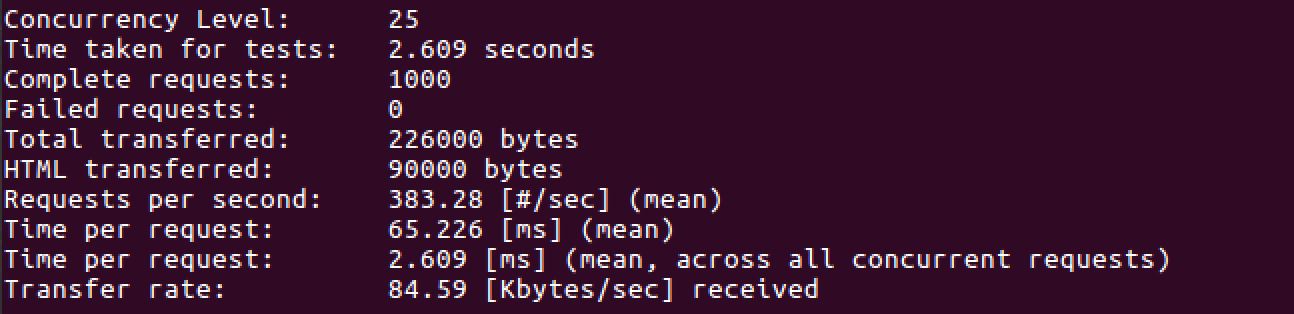 Concurrency Level:      25
Time taken for tests:   2.609 seconds
Complete requests:      1000
Failed requests:        0
Total transferred:      226000 bytes
HTML transferred:       90000 bytes
Requests per second:    383.28 [#/sec] (mean)
Time per request:       65.226 [ms] (mean)
Time per request:       2.609 [ms] (mean, across all concurrent requests)
Transfer rate:          84.59 [Kbytes/sec] received